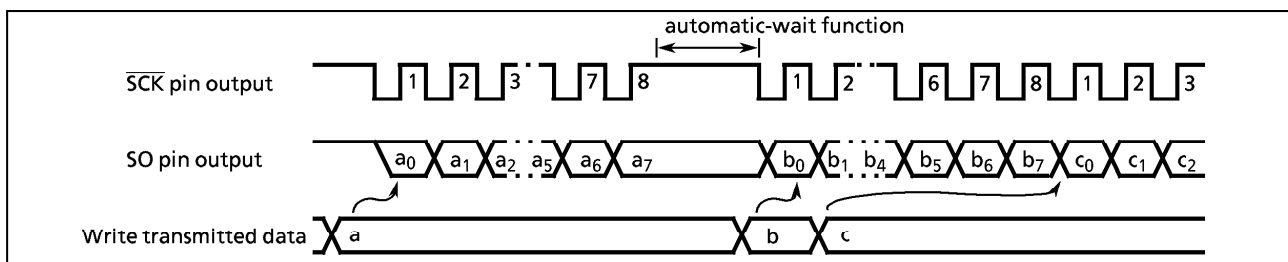 automatic-wait function
SCK pin output 1 2 3 7 8 1 2 6 7 8 1 2 3
SO pin output a0 a1 a2 a5 a6 a7 b0 b1 b4 b5 b6 b7 c0 c1 c2
Write transmitted data a b c